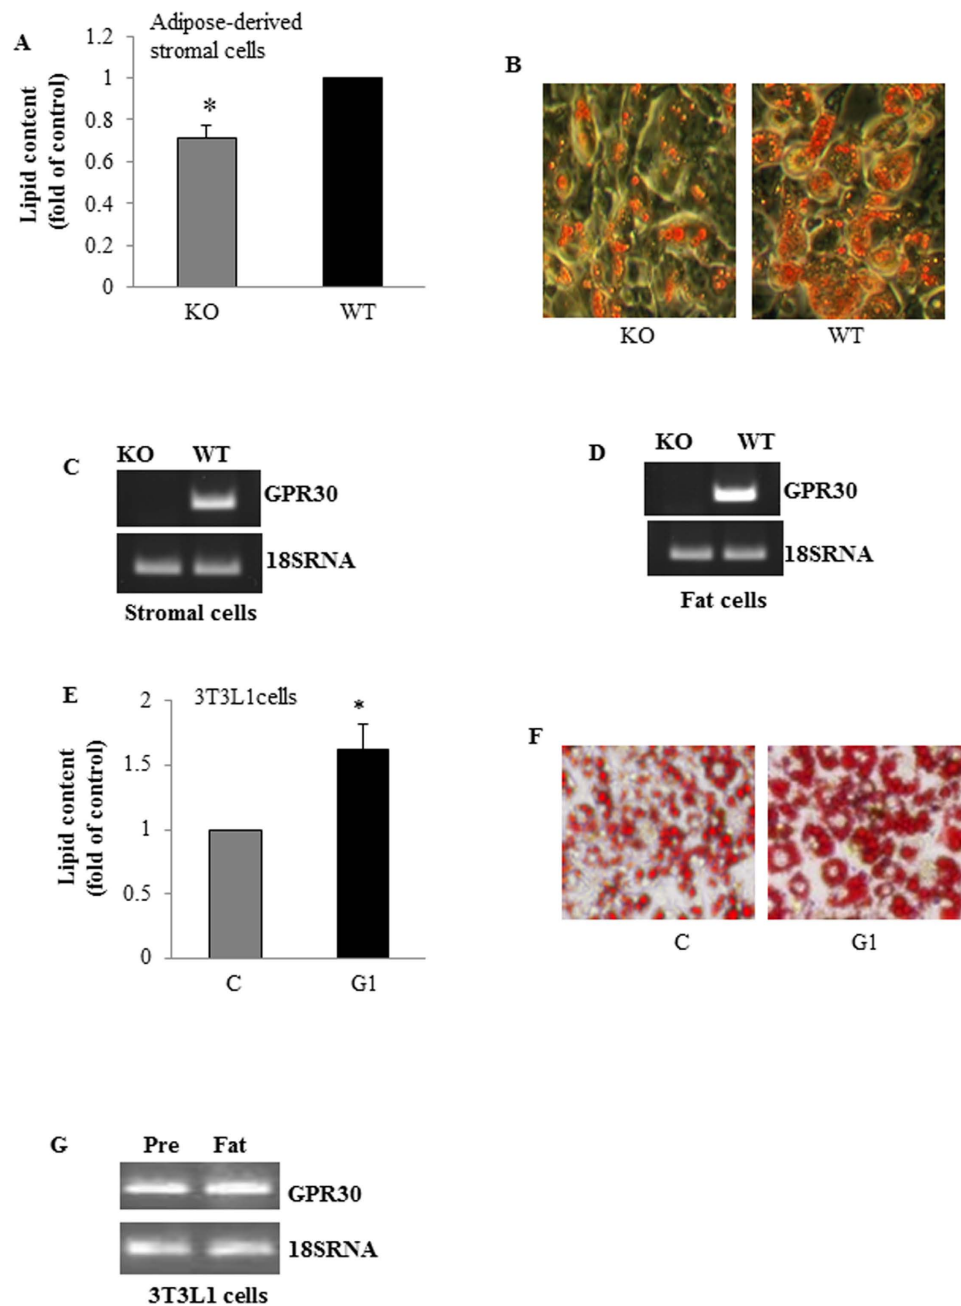 A
Adipose-derived
stromal cells
Lipid content
(fold of control)
1.2
1
0.8
0.6
0.4
0.2
0
*
KO
WT
B
KO
WT
C
KO WT
GPR30
18SRNA
Stromal cells
D
KO WT
GPR30
18SRNA
Fat cells
E
3T3L1cells
Lipid content
(fold of control)
2
1.5
1
0.5
0
*
C
G1
F
C
G1
G
Pre Fat
GPR30
18SRNA
3T3L1 cells